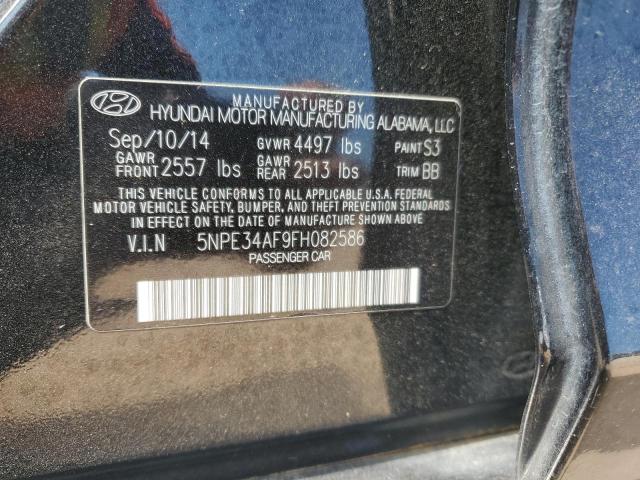 MANUFACTURED BY
HYUNDAI MOTOR MANUFACTURING ALABAMA, LLC
Sep/10/14 GVWR 4497 lbs PAINT S3
GAWR FRONT 2557 lbs GAWR REAR 2513 lbs TRIM BB
THIS VEHICLE CONFORMS TO ALL APPLICABLE U.S.A. FEDERAL
MOTOR VEHICLE SAFETY, BUMPER, AND THEFT PREVENTION STANDARDS
IN EFFECT ON THE DATE OF MANUFACTURE SHOWN ABOVE.
V.I.N 5NPE34AF9FH082586
PASSENGER CAR